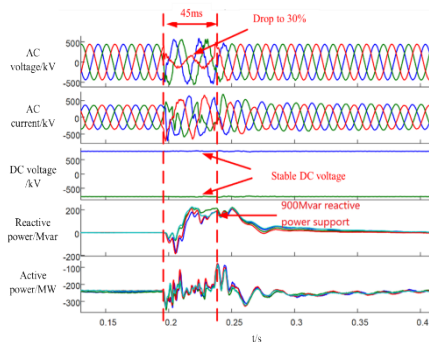 45ms
Drop to 30%
AC
voltage/kV
500
0
-500
AC
current/kV
500
0
-500
DC voltage
/kV
500
0
-500
Stable DC voltage
Reactive
power/Mvar
200
0
-200
900Mvar reactive
power support
Active
power/MW
-100
-200
-300
0.15
0.2
0.25
0.3
0.35
0.4
t/s